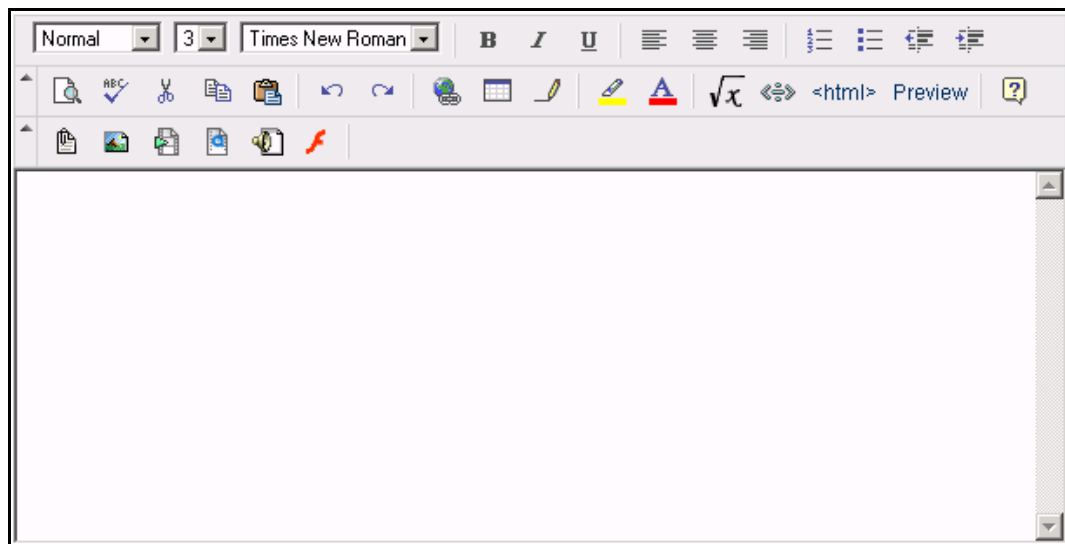 Normal 3 Times New Roman B I U
ABC √x <html> Preview ?